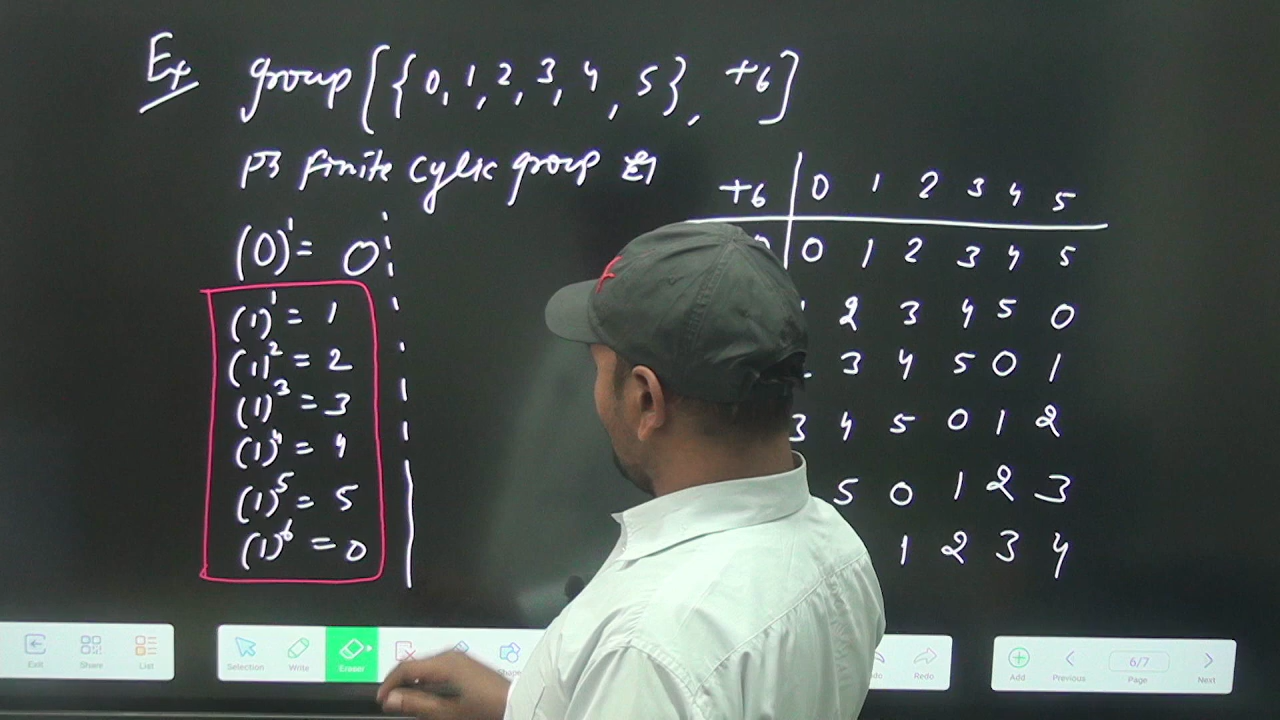 Ex group [{0, 1, 2, 3, 4, 5}, +6]
finite cyclic group
(0)¹ = 0
(1)¹ = 1
(1)² = 2
(1)³ = 3
(1)⁴ = 4
(1)⁵ = 5
(1)⁶ = 0
+6 0 1 2 3 4 5
0 0 1 2 3 4 5
2 3 4 5 0
3 4 5 0 1
3 4 5 0 1 2
5 0 1 2 3
1 2 3 4
Exit Share List
Selection Write Eraser
Redo
Add Previous 6/7 Page Next